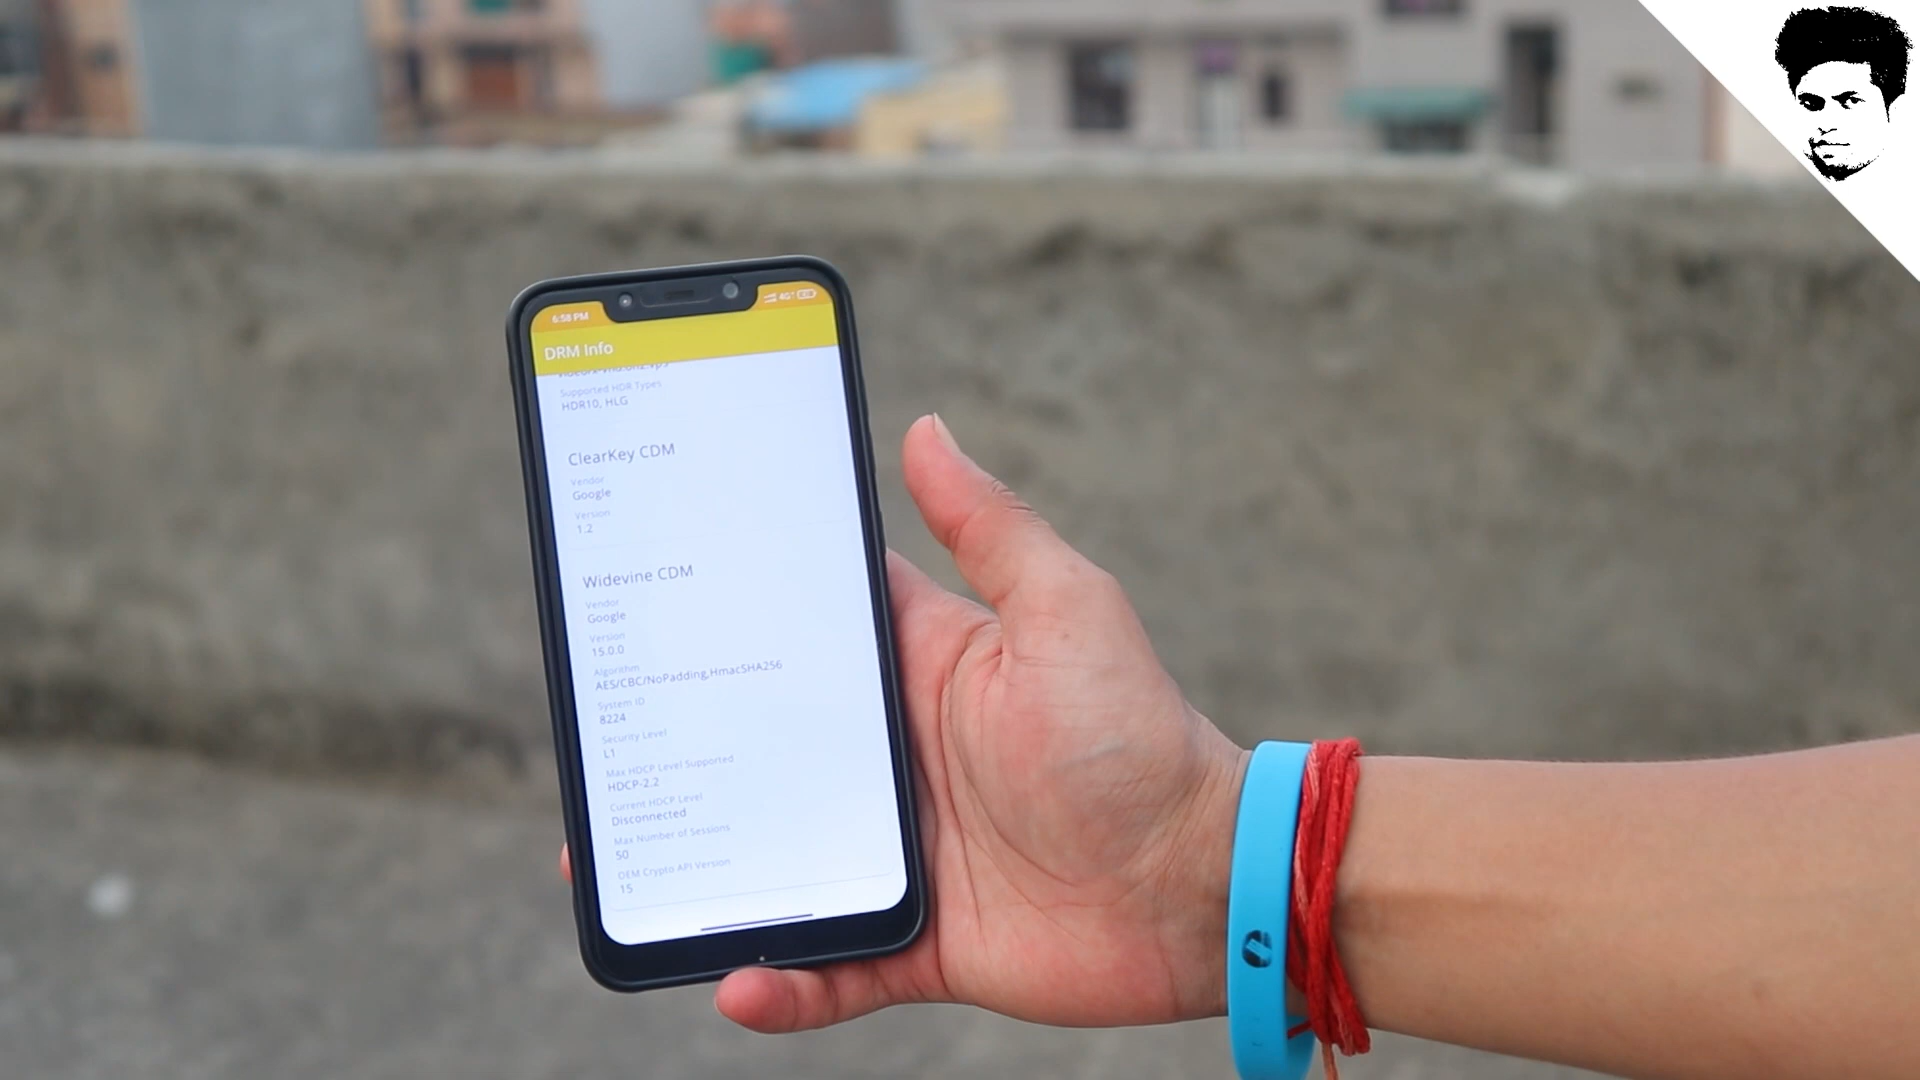 6:58 PM
4G+
DRM Info
Supported HDR Types
HDR10, HLG
ClearKey CDM
Vendor
Google
Version
1.2
Widevine CDM
Vendor
Google
Version
15.0.0
Algorithm
AES/CBC/NoPadding,HmacSHA256
System ID
8224
Security Level
L1
Max HDCP Level Supported
HDCP-2.2
Current HDCP Level
Disconnected
Max Number of Sessions
50
OEM Crypto API Version
15